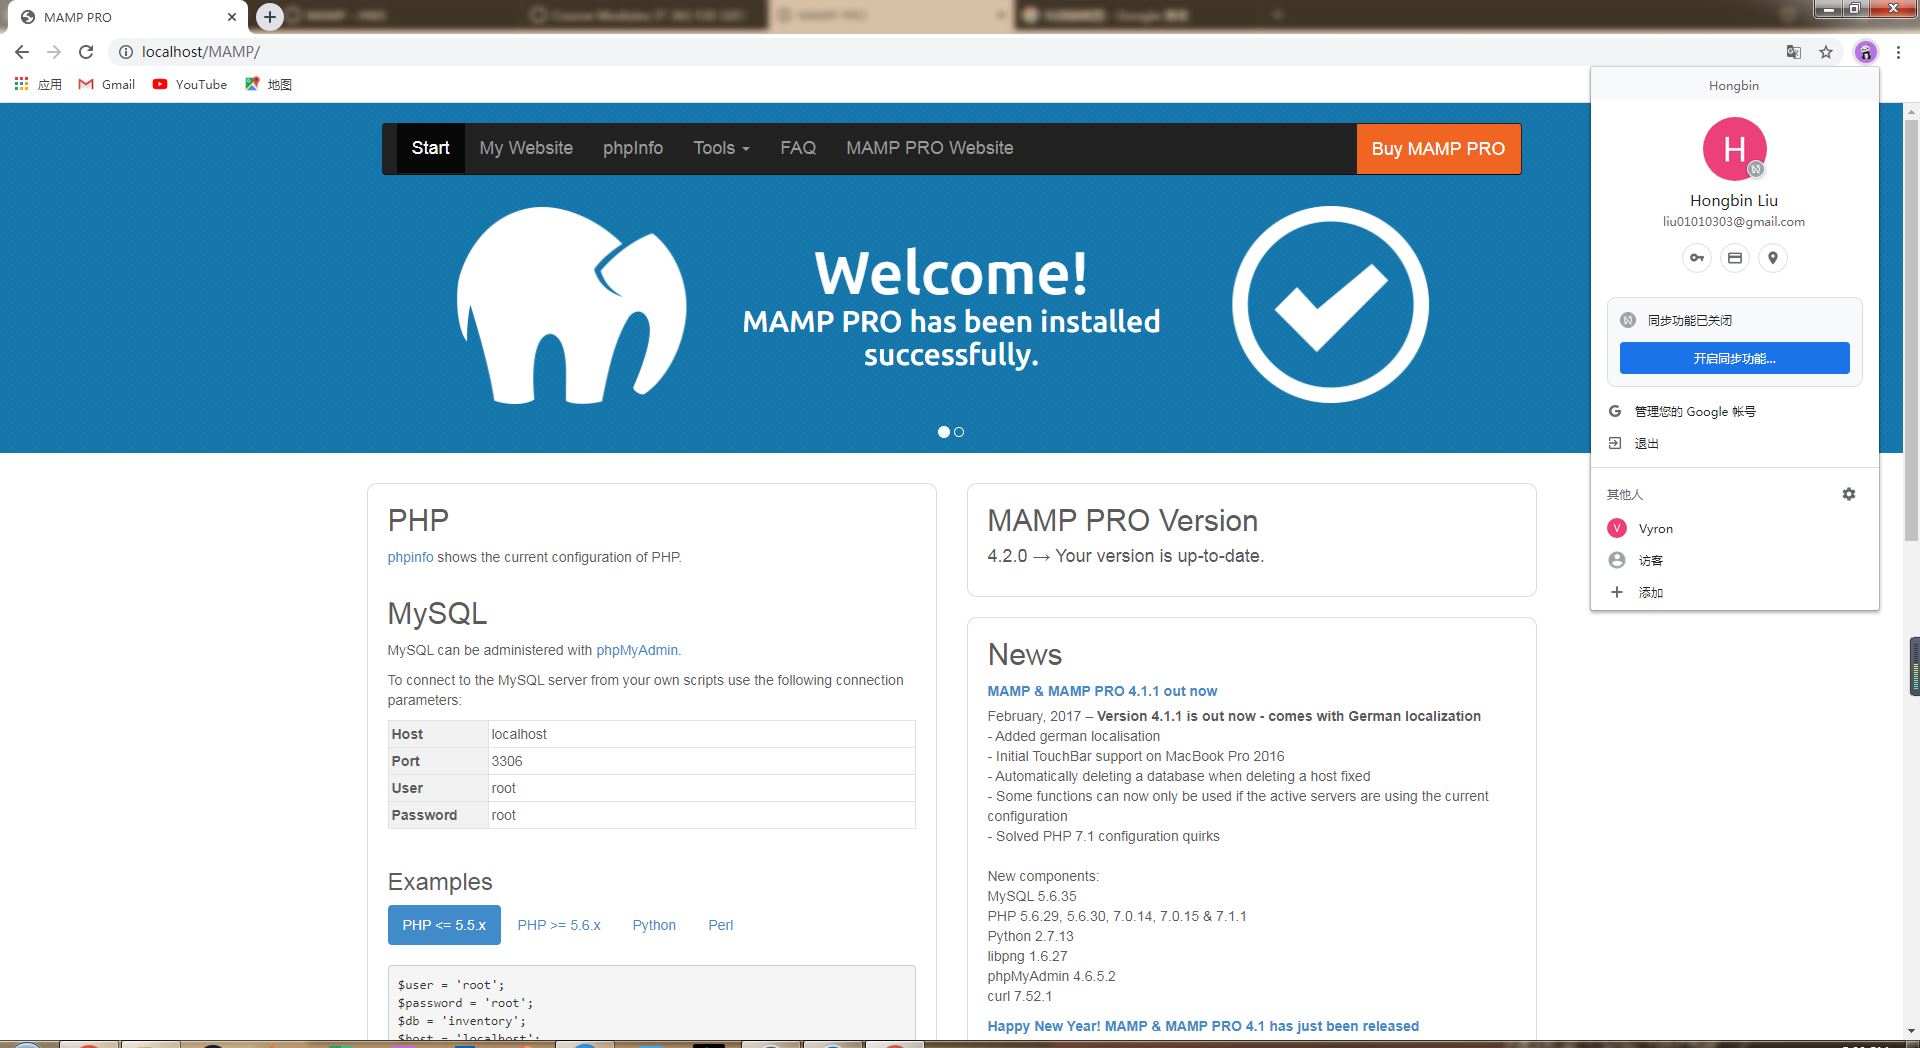 MAMP PRO
localhost/MAMP/
应用 Gmail YouTube 地图
Start My Website phpInfo Tools FAQ MAMP PRO Website Buy MAMP PRO
Welcome!
MAMP PRO has been installed
successfully.
Hongbin
H
Hongbin Liu
liu01010303@gmail.com
同步功能已关闭
开启同步功能...
管理您的 Google 帐号
退出
其他人
V Vyron
访客
添加
PHP
phpinfo shows the current configuration of PHP.
MySQL
MySQL can be administered with phpMyAdmin.
To connect to the MySQL server from your own scripts use the following connection
parameters:
Host localhost
Port 3306
User root
Password root
Examples
PHP <= 5.5.x PHP >= 5.6.x Python Perl
$user = 'root';
$password = 'root';
$db = 'inventory';
$host = 'localhost';
MAMP PRO Version
4.2.0 → Your version is up-to-date.
News
MAMP & MAMP PRO 4.1.1 out now
February, 2017 – Version 4.1.1 is out now - comes with German localization
- Added german localisation
- Initial TouchBar support on MacBook Pro 2016
- Automatically deleting a database when deleting a host fixed
- Some functions can now only be used if the active servers are using the current
configuration
- Solved PHP 7.1 configuration quirks
New components:
MySQL 5.6.35
PHP 5.6.29, 5.6.30, 7.0.14, 7.0.15 & 7.1.1
Python 2.7.13
libpng 1.6.27
phpMyAdmin 4.6.5.2
curl 7.52.1
Happy New Year! MAMP & MAMP PRO 4.1 has just been released